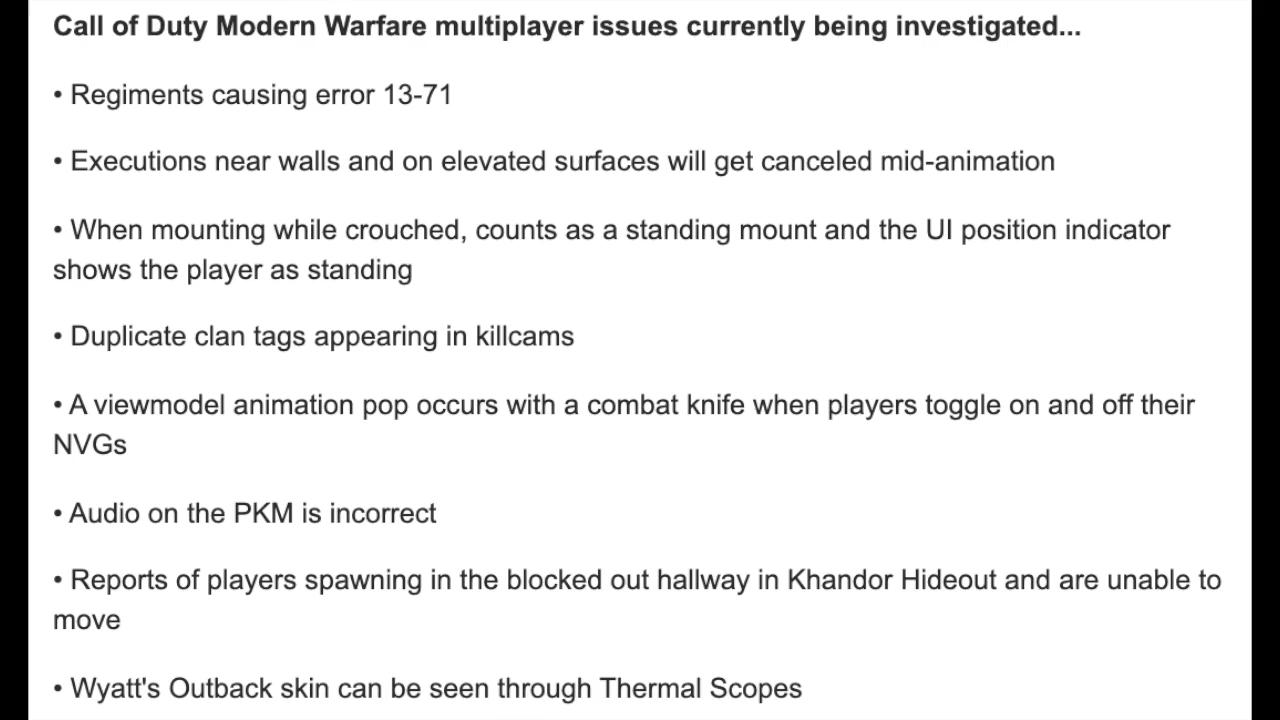 Call of Duty Modern Warfare multiplayer issues currently being investigated...
• Regiments causing error 13-71
• Executions near walls and on elevated surfaces will get canceled mid-animation
• When mounting while crouched, counts as a standing mount and the UI position indicator
shows the player as standing
• Duplicate clan tags appearing in killcams
• A viewmodel animation pop occurs with a combat knife when players toggle on and off their
NVGs
• Audio on the PKM is incorrect
• Reports of players spawning in the blocked out hallway in Khandor Hideout and are unable to
move
• Wyatt's Outback skin can be seen through Thermal Scopes